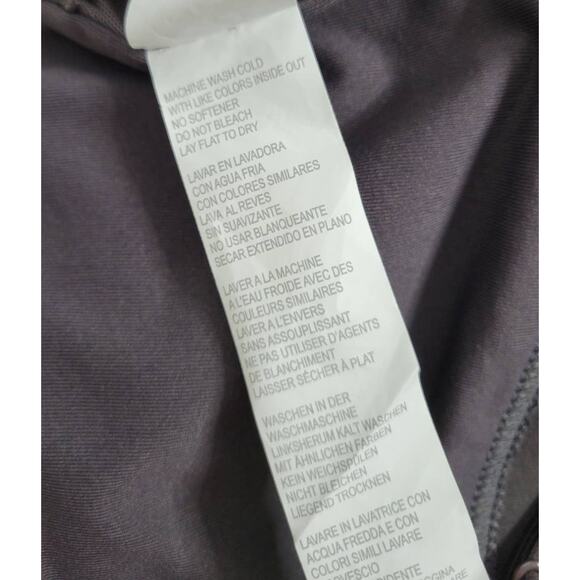 MACHINE WASH COLD
WITH LIKE COLORS INSIDE OUT
NO SOFTENER
DO NOT BLEACH
LAY FLAT TO DRY
LAVAR EN LAVADORA
CON AGUA FRIA
CON COLORES SIMILARES
LAVA AL REVES
SIN SUAVIZANTE
NO USAR BLANQUEANTE
SECAR EXTENDIDO EN PLANO
LAVER A LA MACHINE
A L'EAU FROIDE AVEC DES
COULEURS SIMILAIRES
LAVER A L'ENVERS
SANS ASSOUPLISSANT
NE PAS UTILISER D'AGENTS
DE BLANCHIMENT
LAISSER SÈCHER À PLAT
WASCHEN IN DER
WASCHMASCHINE
LINKSHERUM KALT WASCHEN
MIT ÄHNLICHEN FARBEN
KEIN WEICHSPÜLEN
NICHT BLEICHEN
LIEGEND TROCKNEN
LAVARE IN LAVATRICE CON
ACQUA FREDDA E CON
COLORI SIMILI LAVARE